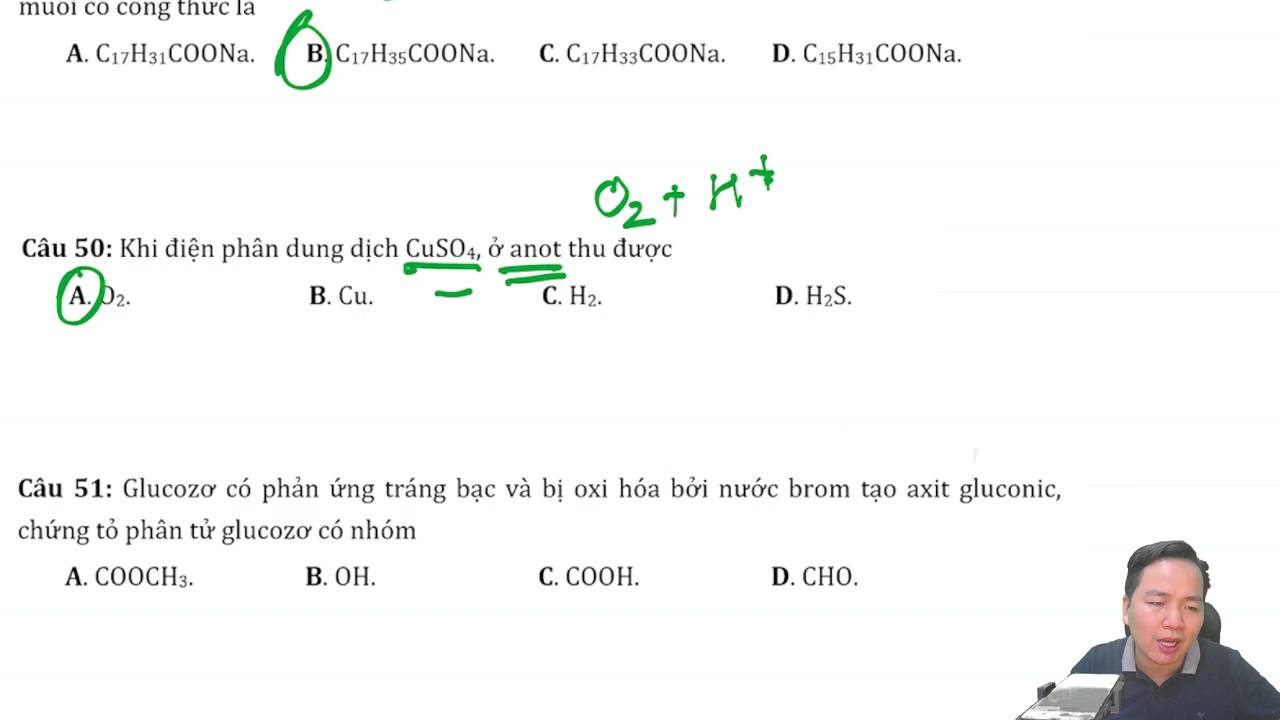 muối có công thức là
A. C₁₇H₃₁COONa. B. C₁₇H₃₅COONa. C. C₁₇H₃₃COONa. D. C₁₅H₃₁COONa.
O₂ + H⁺
Câu 50: Khi điện phân dung dịch CuSO₄, ở anot thu được
A. O₂. B. Cu. C. H₂. D. H₂S.
Câu 51: Glucozơ có phản ứng tráng bạc và bị oxi hóa bởi nước brom tạo axit gluconic,
chứng tỏ phân tử glucozơ có nhóm
A. COOCH₃. B. OH. C. COOH. D. CHO.